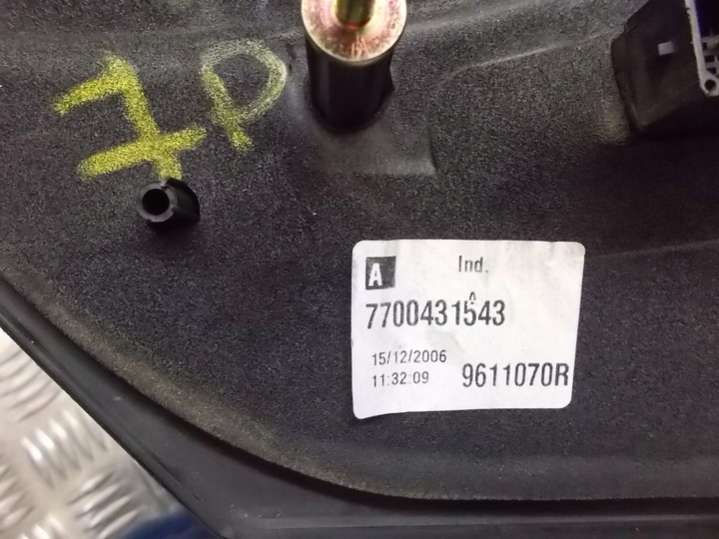 7P
A
Ind.
A
7700431543
15/12/2006
11:32:09
9611070R